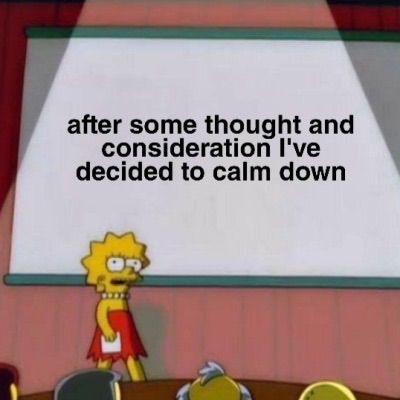 after some thought and
consideration I've
decided to calm down